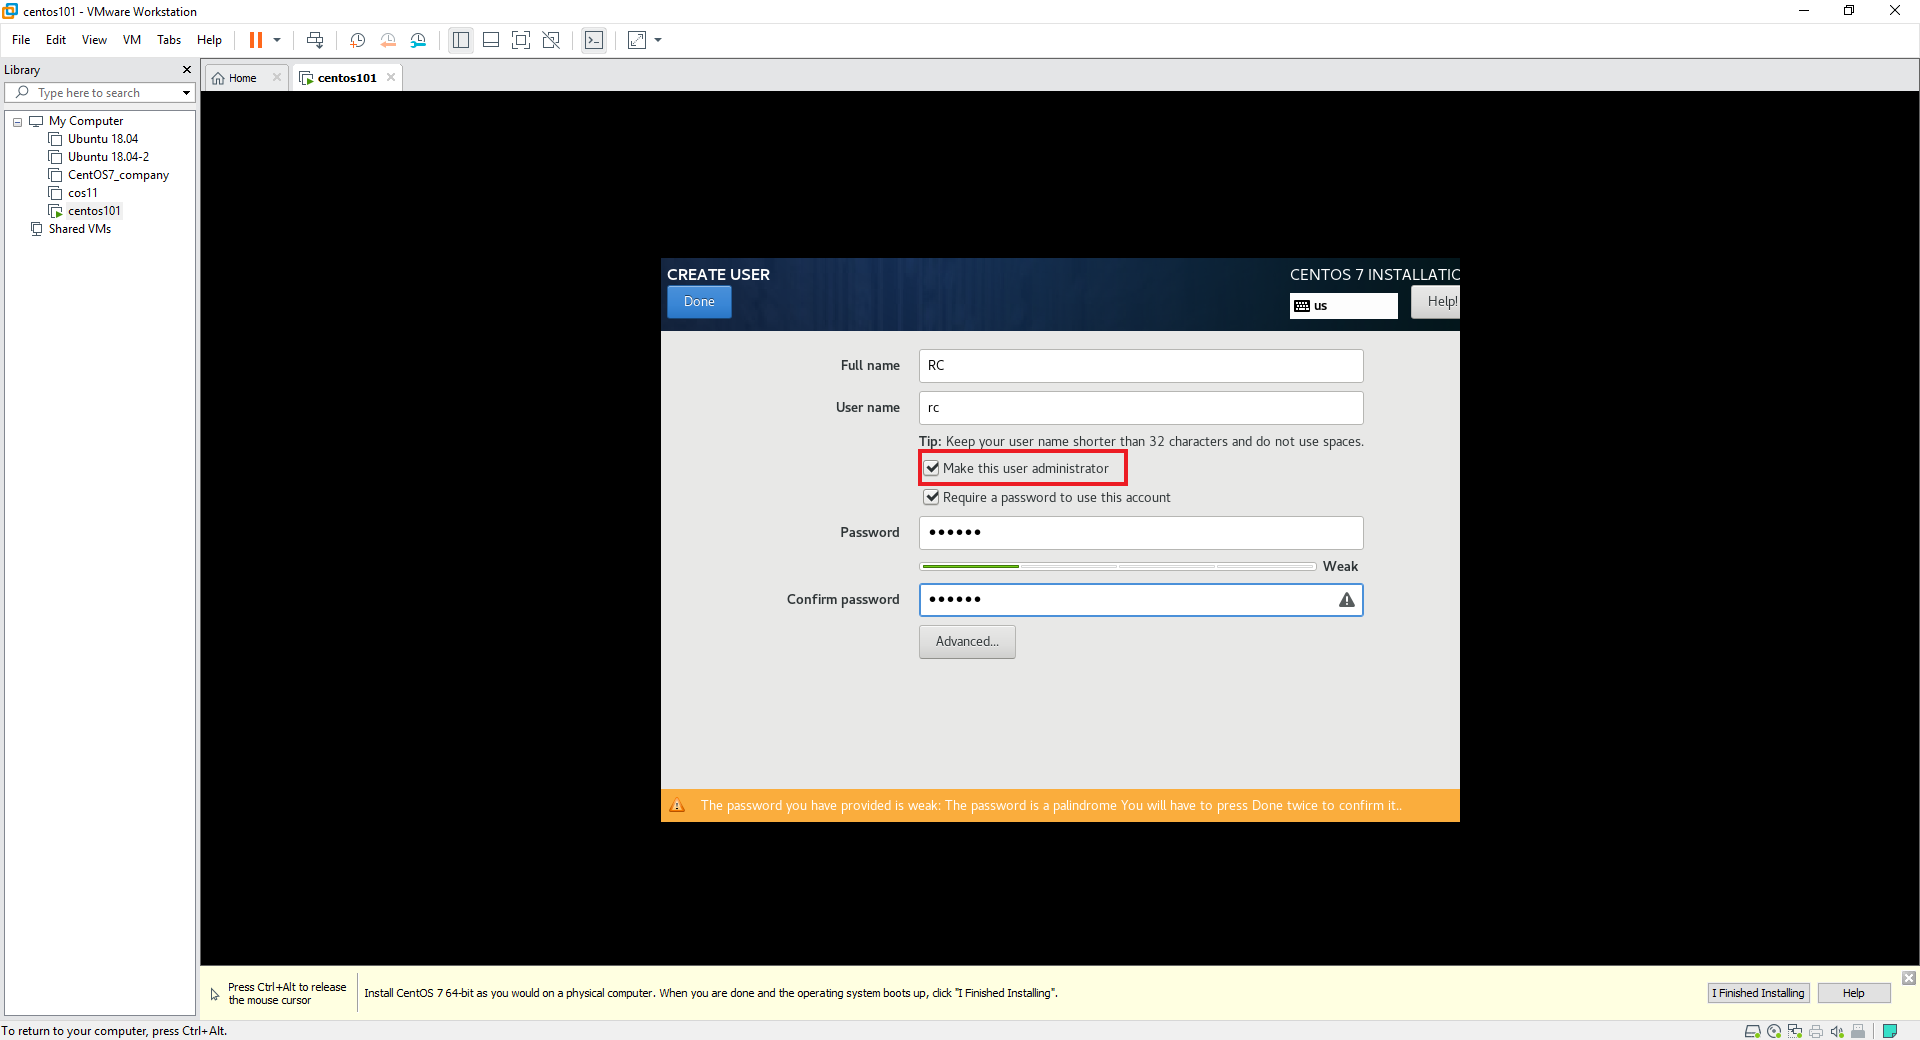 centos101 - VMware Workstation
File Edit View VM Tabs Help
Library
Type here to search
My Computer
Ubuntu 18.04
Ubuntu 18.04-2
CentOS7_company
cos11
centos101
Shared VMs
Home centos101
CREATE USER
CENTOS 7 INSTALLATIO
Done
us
Help!
Full name RC
User name rc
Tip: Keep your user name shorter than 32 characters and do not use spaces.
Make this user administrator
Require a password to use this account
Password ••••••
Weak
Confirm password ••••••
Advanced...
The password you have provided is weak: The password is a palindrome You will have to press Done twice to confirm it..
Press Ctrl+Alt to release
the mouse cursor
Install CentOS 7 64-bit as you would on a physical computer. When you are done and the operating system boots up, click "I Finished Installing".
I Finished Installing
Help
To return to your computer, press Ctrl+Alt.